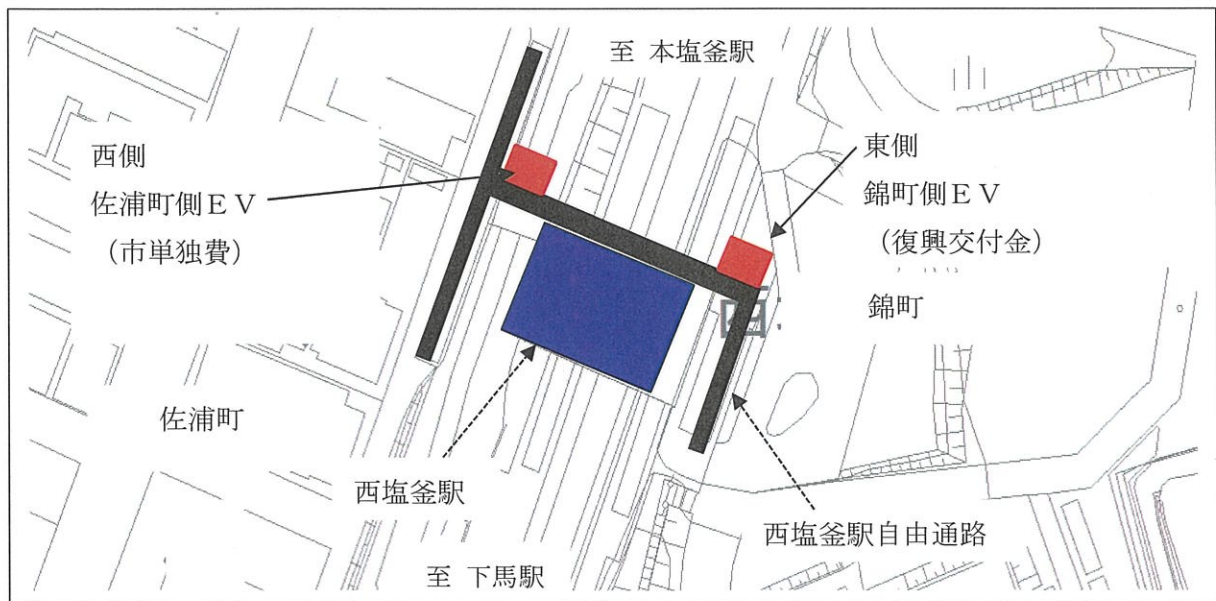 至 本塩釜駅
西側
佐浦町側ＥＶ
（市単独費）
東側
錦町側ＥＶ
（復興交付金）
錦町
佐浦町
西塩釜駅
西塩釜駅自由通路
至 下馬駅